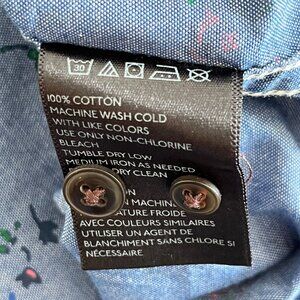 30
100% COTTON
MACHINE WASH COLD
WITH LIKE COLORS
USE ONLY NON-CHLORINE
BLEACH
TUMBLE DRY LOW
MEDIUM IRON AS NEEDED
DRY CLEAN
ON
MACHIN
ATURE FROIDE
AVEC COULEURS SIMILAIRES
UTILISER UN AGENT DE
BLANCHIMENT SANS CHLORE SI
NÉCESSAIRE